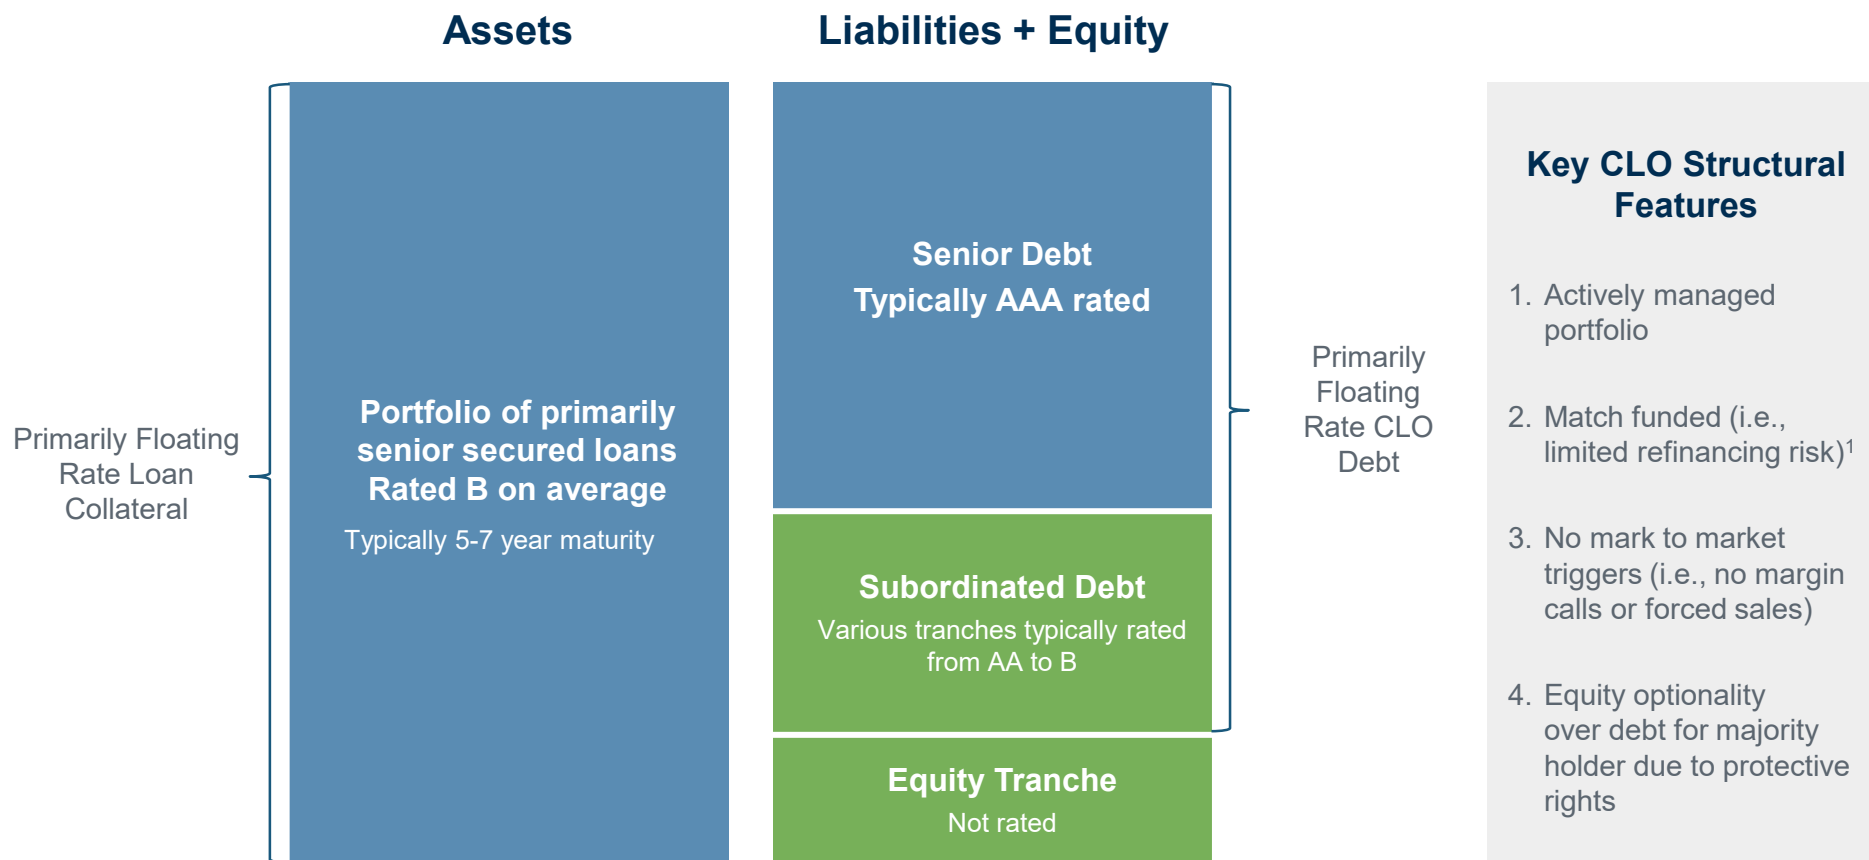 Assets
Liabilities + Equity
Primarily Floating
Rate Loan
Collateral
Portfolio of primarily
senior secured loans
Rated B on average
Typically 5-7 year maturity
Senior Debt
Typically AAA rated
Subordinated Debt
Various tranches typically rated
from AA to B
Equity Tranche
Not rated
Primarily
Floating
Rate CLO
Debt
Key CLO Structural
Features
1. Actively managed
portfolio
2. Match funded (i.e.,
limited refinancing risk)¹
3. No mark to market
triggers (i.e., no margin
calls or forced sales)
4. Equity optionality
over debt for majority
holder due to protective
rights